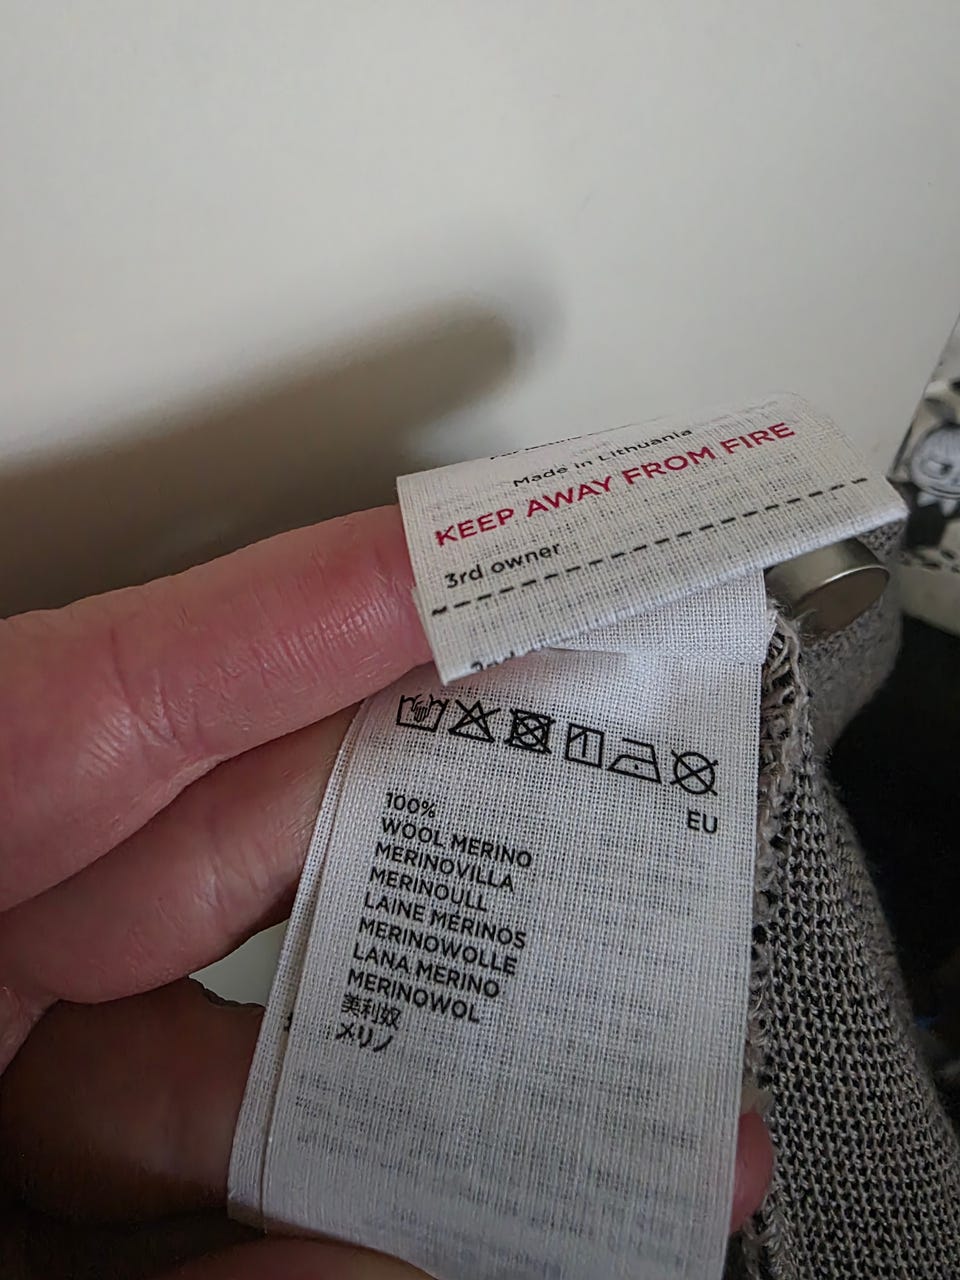 Made in Lithuania
KEEP AWAY FROM FIRE
3rd owner
EU
100%
WOOL MERINO
MERINOVILLA
MERINOULL
LAINE MÉRINOS
MERINOWOLLE
LANA MERINO
MERINOWOL
美利奴
メリノ